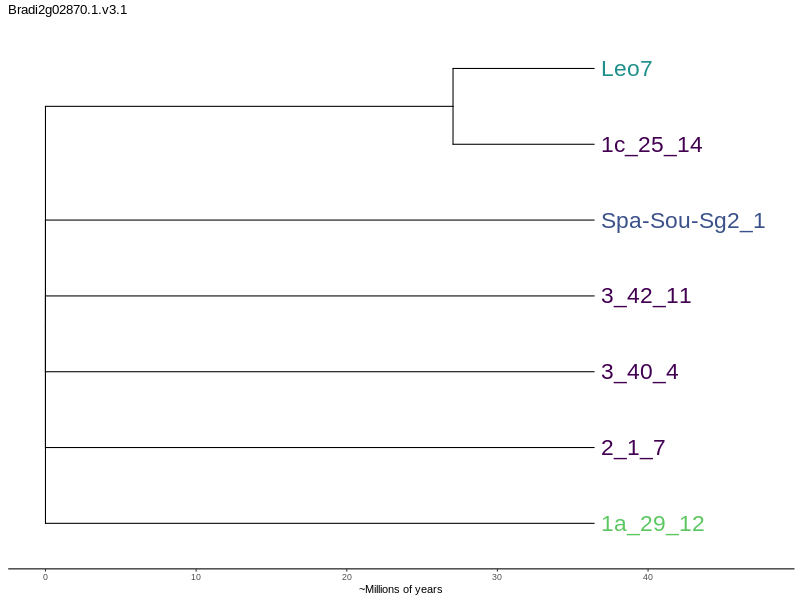 Bradi2g02870.1.v3.1
Leo7
1c_25_14
Spa-Sou-Sg2_1
3_42_11
3_40_4
2_1_7
1a_29_12
0 10 20 30 40
~Millions of years